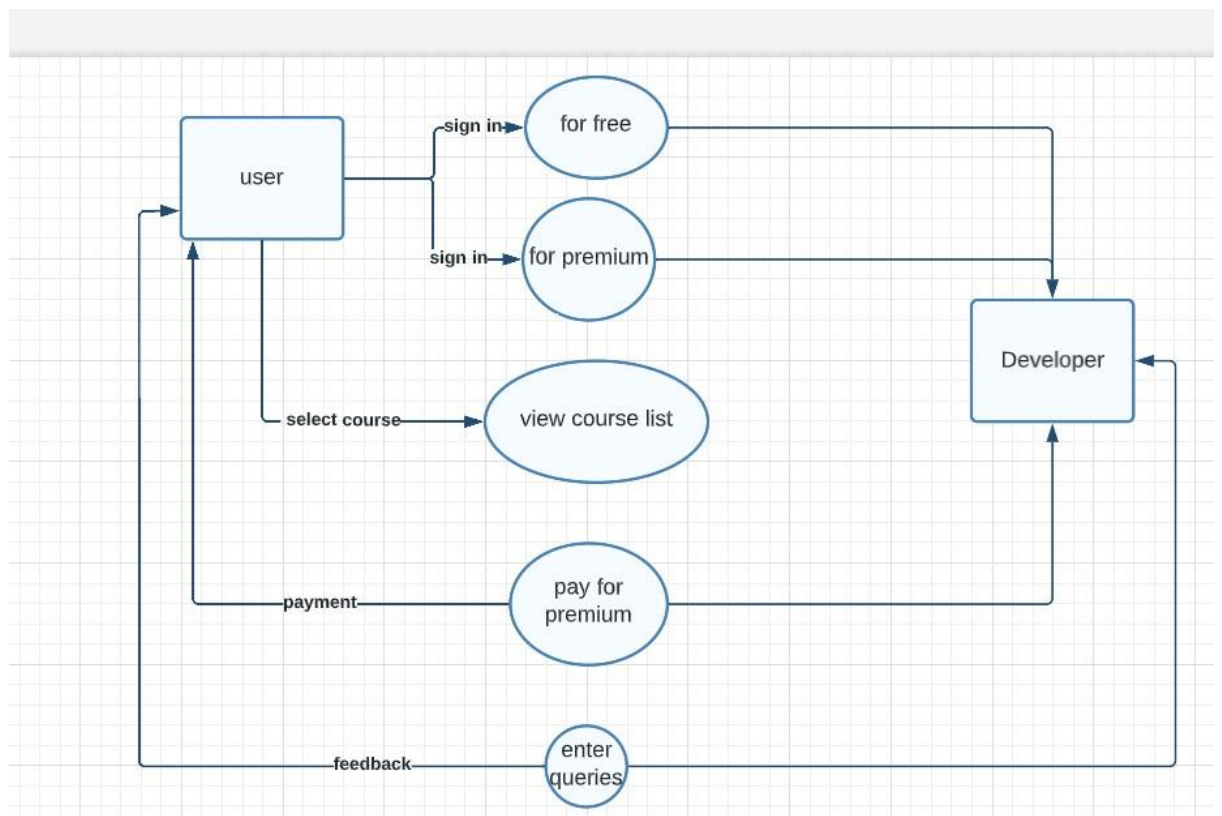 for free
sign in
user
sign in
for premium
Developer
select course
view course list
pay for
premium
payment
enter
queries
feedback